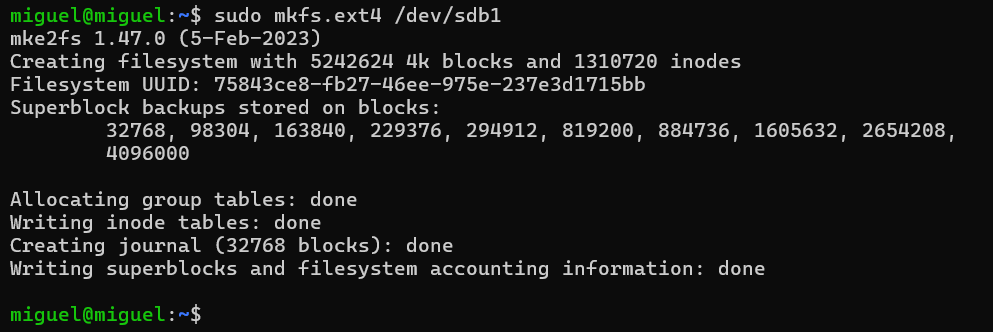 miguel@miguel:~$ sudo mkfs.ext4 /dev/sdb1
mke2fs 1.47.0 (5-Feb-2023)
Creating filesystem with 5242624 4k blocks and 1310720 inodes
Filesystem UUID: 75843ce8-fb27-46ee-975e-237e3d1715bb
Superblock backups stored on blocks:
        32768, 98304, 163840, 229376, 294912, 819200, 884736, 1605632, 2654208,
        4096000

Allocating group tables: done
Writing inode tables: done
Creating journal (32768 blocks): done
Writing superblocks and filesystem accounting information: done

miguel@miguel:~$